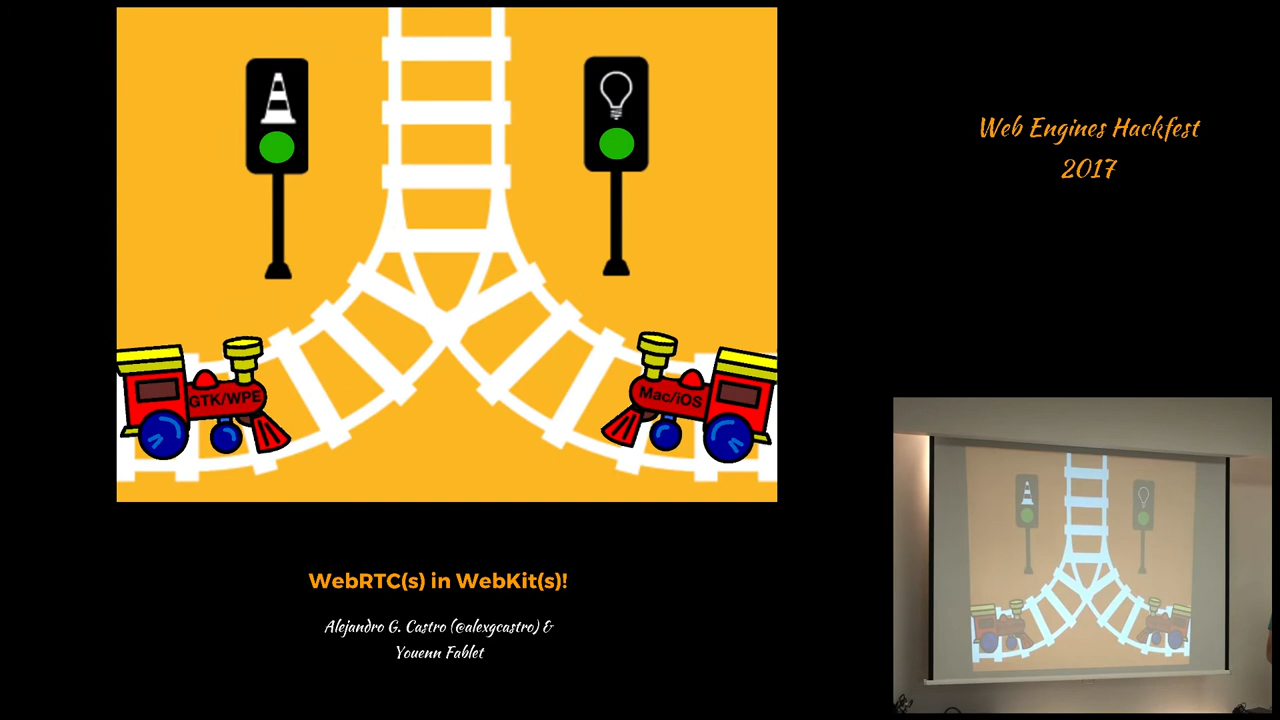 GTK/WPE
Mac/iOS
Web Engines Hackfest
2017
WebRTC(s) in WebKit(s)!
Alejandro G. Castro (@alexgcastro) &
Youenn Fablet